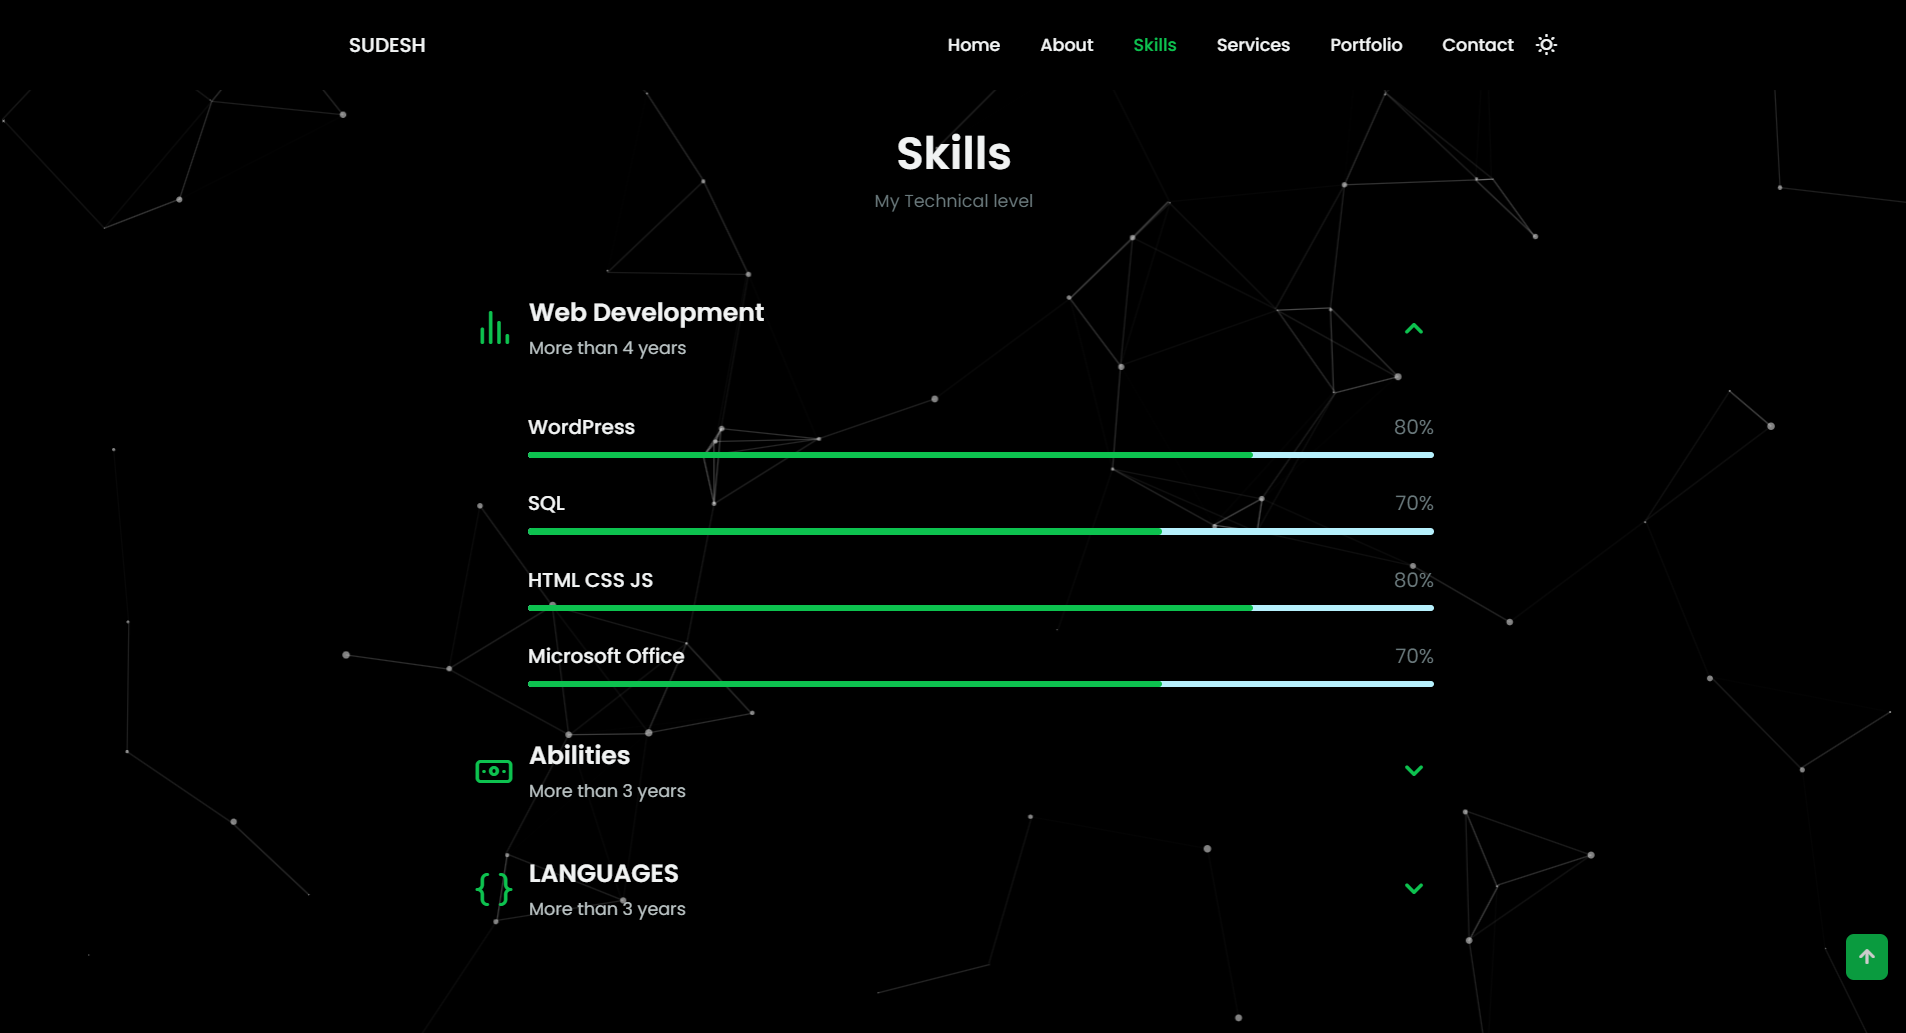 SUDESH
Home About Skills Services Portfolio Contact
Skills
My Technical level
Web Development
More than 4 years
WordPress 80%
SQL 70%
HTML CSS JS 80%
Microsoft Office 70%
Abilities
More than 3 years
LANGUAGES
More than 3 years